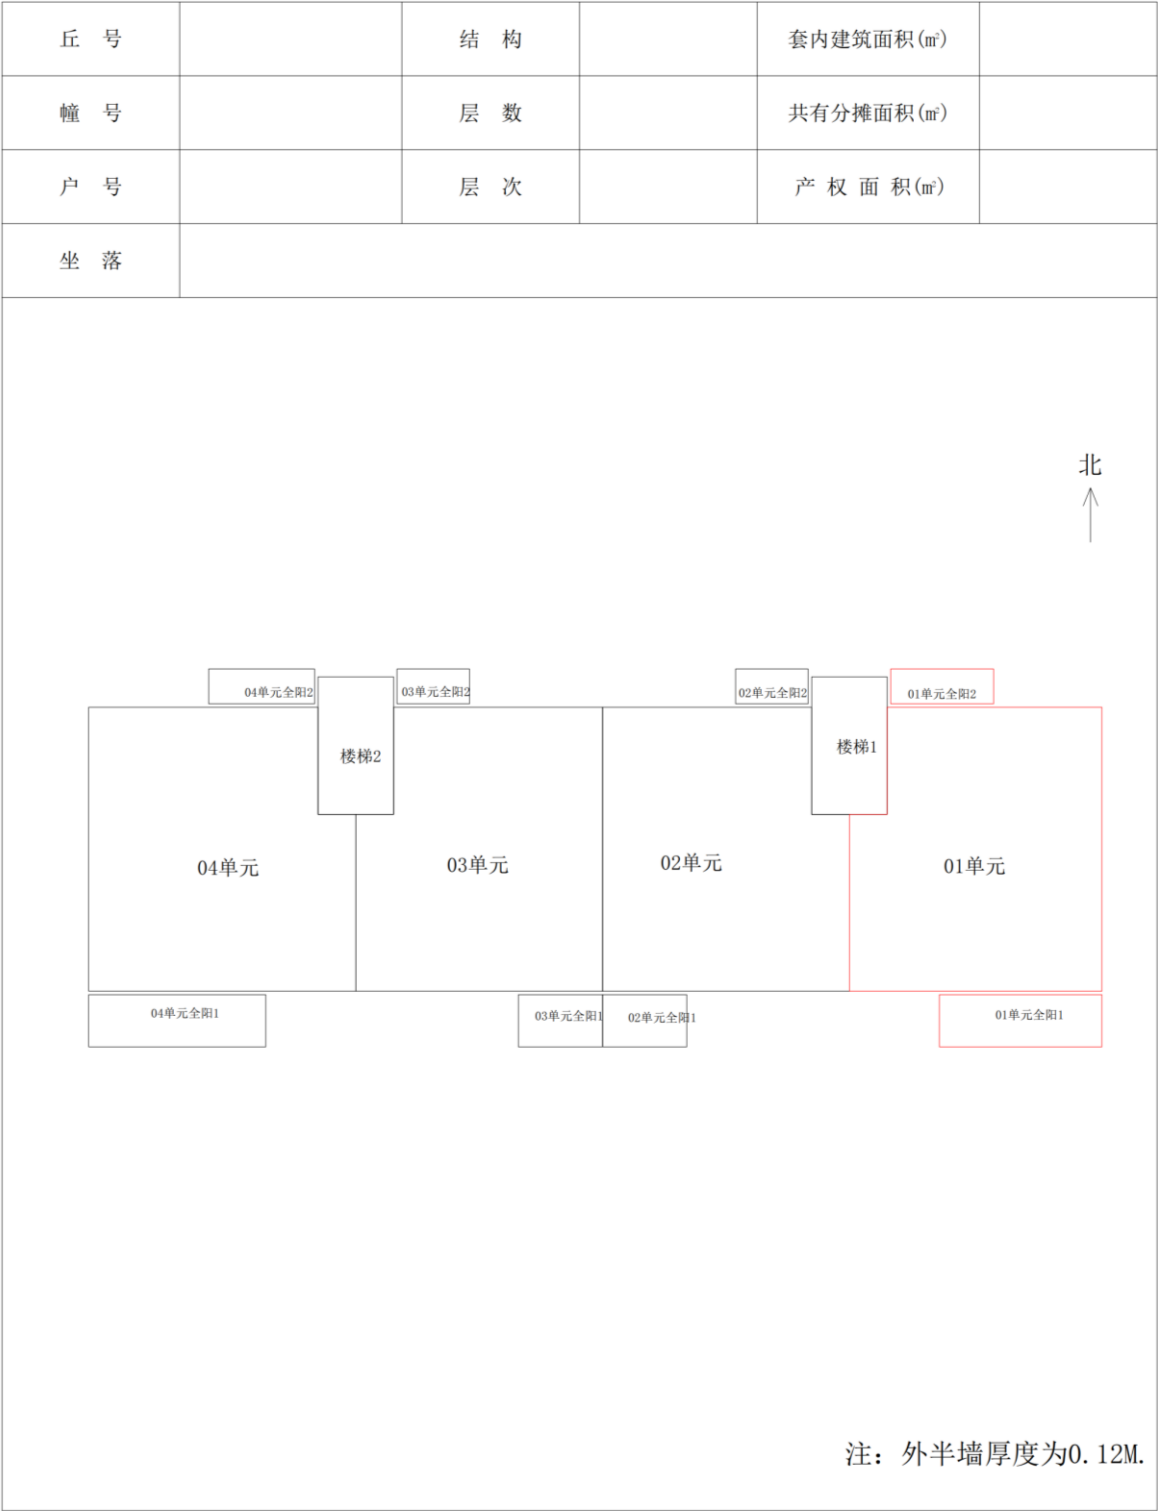 丘 号 结 构 套内建筑面积(㎡)
幢 号 层 数 共有分摊面积(㎡)
户 号 层 次 产 权 面 积(㎡)
坐 落
北
04单元全阳2 03单元全阳2 02单元全阳2 01单元全阳2
楼梯2 楼梯1
04单元 03单元 02单元 01单元
04单元全阳1 03单元全阳1 02单元全阳1 01单元全阳1
注: 外半墙厚度为0.12M.